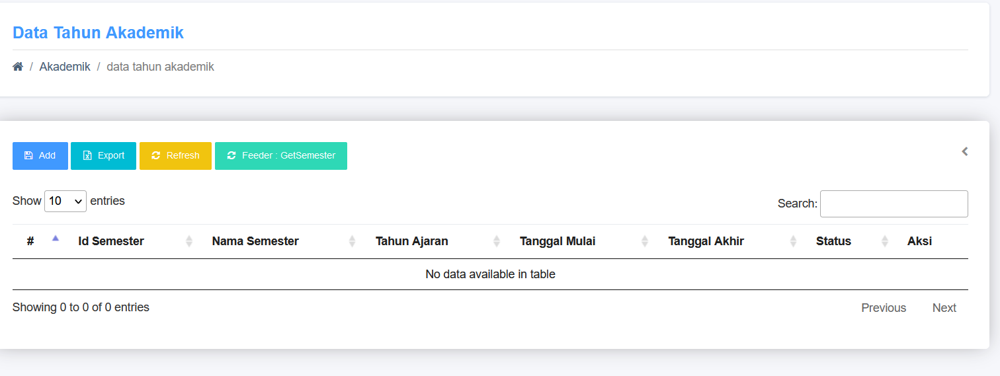 Data Tahun Akademik
/ Akademik / data tahun akademik
Add Export Refresh Feeder : GetSemester
Show 10 entries Search:
# Id Semester Nama Semester Tahun Ajaran Tanggal Mulai Tanggal Akhir Status Aksi
No data available in table
Showing 0 to 0 of 0 entries Previous Next